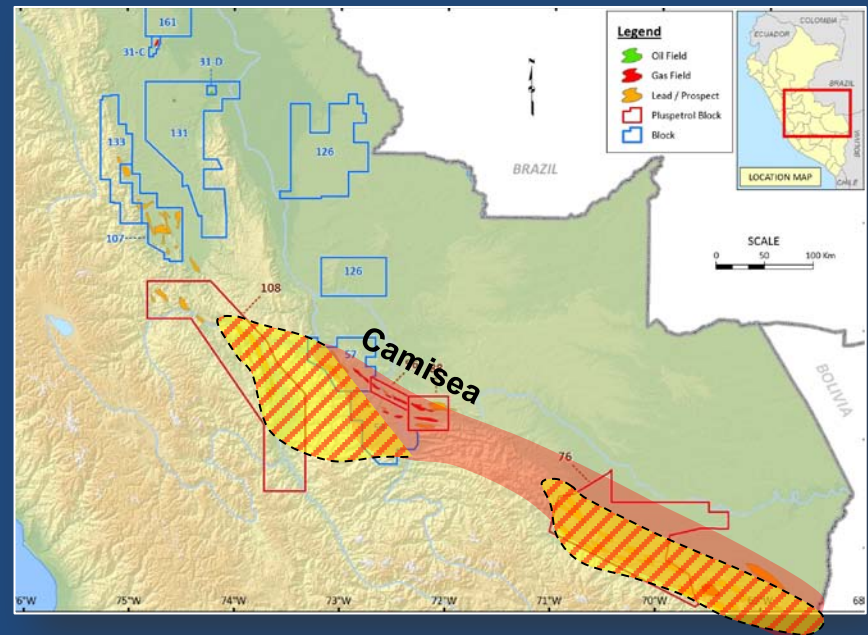 161
31-C
31 D
133
131
126
107
126
108
57
Camisea
76
BRAZIL
BOLIVIA
Legend
Oil Field
Gas Field
Lead / Prospect
Pluspetrol Block
Block
COLOMBIA
ECUADOR
BRAZIL
BOLIVIA
CHILE
LOCATION MAP
SCALE
0 50 100 Km
75°W 74°W 73°W 72°W 71°W 70°W